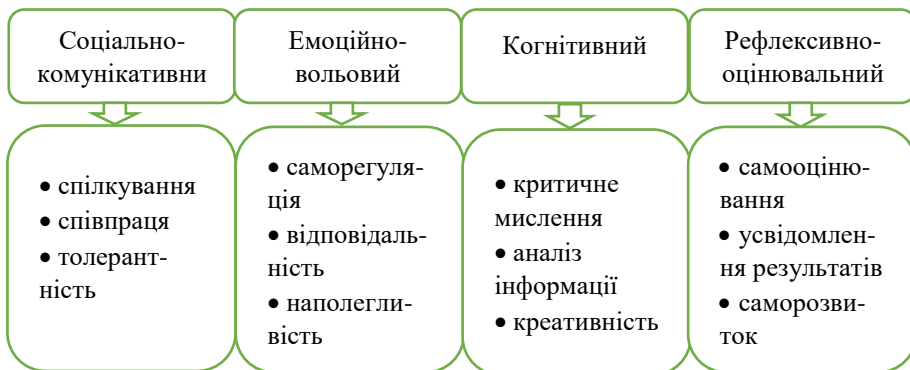 Соціально-
комунікативни
Емоційно-
вольовий
Когнітивний
Рефлексивно-
оцінювальний
• спілкування
• співпраця
• толерант-
ність
• саморегуля-
ція
• відповідаль-
ність
• наполегли-
вість
• критичне
мислення
• аналіз
інформації
• креативність
• самооціню-
вання
• усвідомлен-
ня результатів
• саморозви-
ток